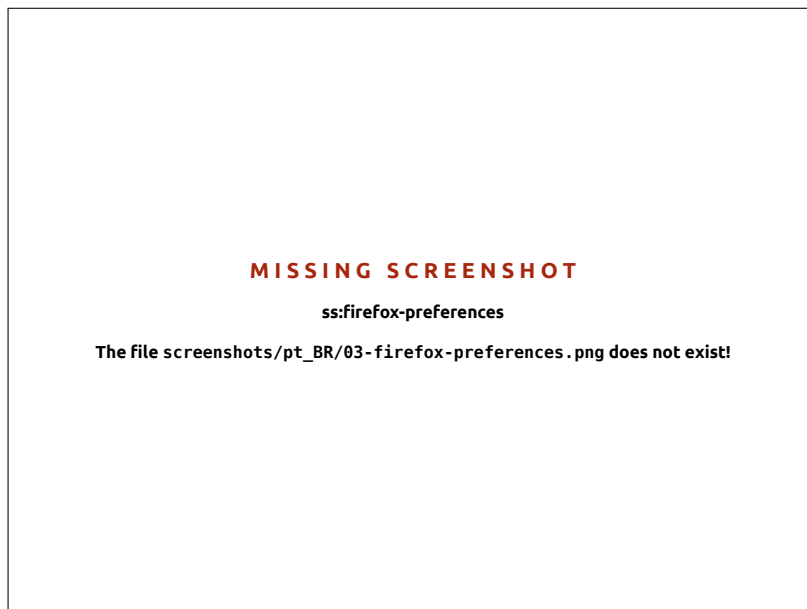 MISSING SCREENSHOT
ss:firefox-preferences
The file screenshots/pt_BR/03-firefox-preferences.png does not exist!